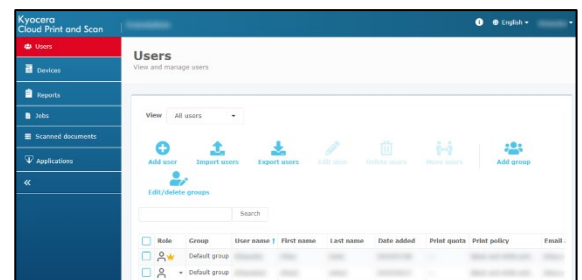 Kyocera
Cloud Print and Scan
English
Users
Devices
Reports
Jobs
Scanned documents
Applications
«
Users
View and manage users
View All users
Add user Import users Export users Edit user Delete users Move users Add group
Edit/delete groups
Search
Role Group User name First name Last name Date added Print quota Print policy Email
Default group
Default group